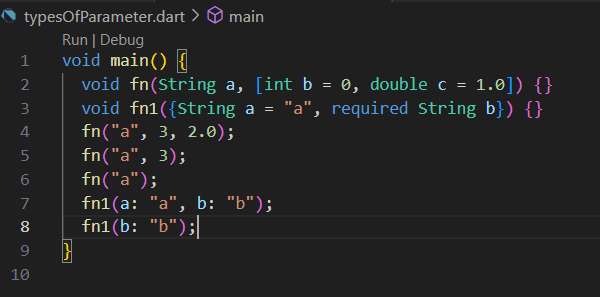 typesOfParameter.dart > main
Run | Debug
1 void main() {
2 void fn(String a, [int b = 0, double c = 1.0]) {}
3 void fn1({String a = "a", required String b}) {}
4 fn("a", 3, 2.0);
5 fn("a", 3);
6 fn("a");
7 fn1(a: "a", b: "b");
8 fn1(b: "b");
9 }
10